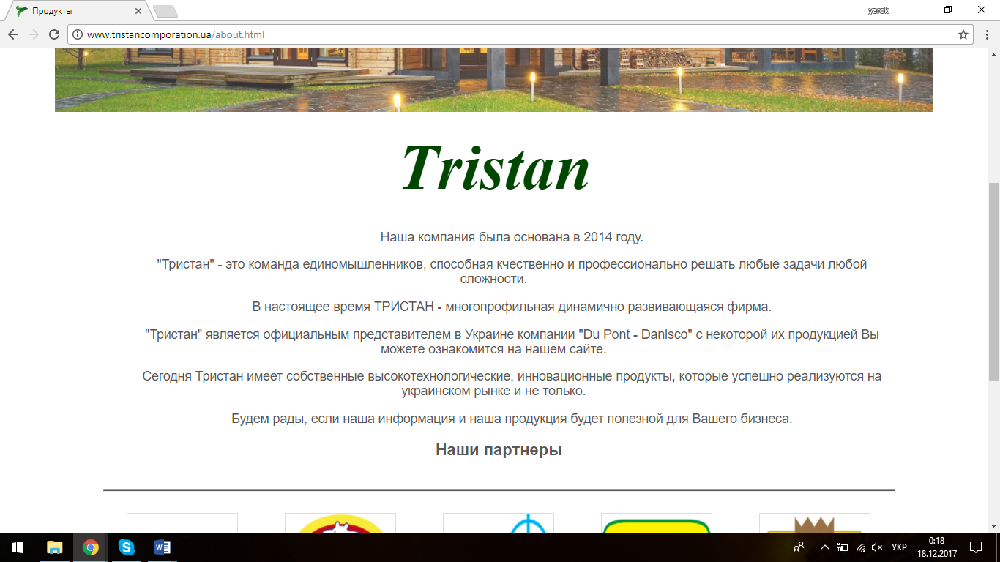 Продукты
yarok
www.tristancomporation.ua/about.html
Tristan
Наша компания была основана в 2014 году.
"Тристан" - это команда единомышленников, способная кчественно и профессионально решать любые задачи любой
сложности.
В настоящее время ТРИСТАН - многопрофильная динамично развивающаяся фирма.
"Тристан" является официальным представителем в Украине компании "Du Pont - Danisco" с некоторой их продукцией Вы
можете ознакомится на нашем сайте.
Сегодня Тристан имеет собственные высокотехнологические, инновационные продукты, которые успешно реализуются на
украинском рынке и не только.
Будем рады, если наша информация и наша продукция будет полезной для Вашего бизнеса.
Наши партнеры
УКР
0:18
18.12.2017